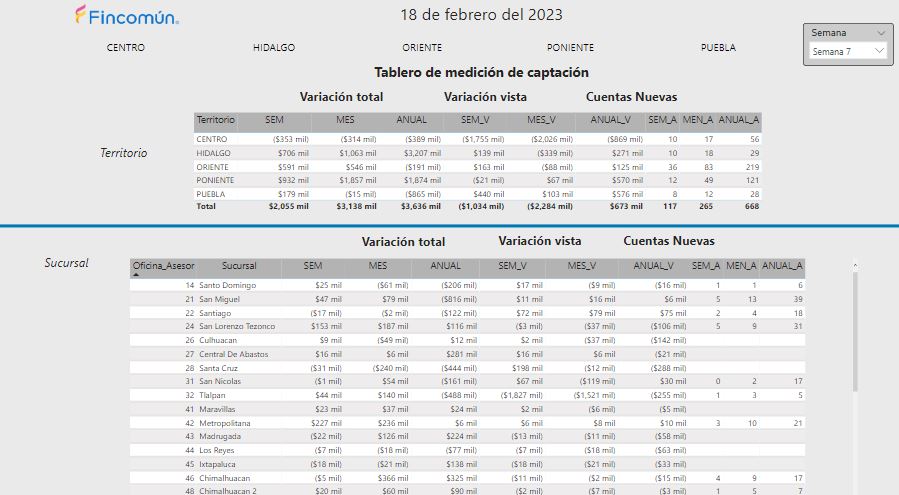 Fincomún.
18 de febrero del 2023
CENTRO HIDALGO ORIENTE PONIENTE PUEBLA
Semana
Semana 7
Tablero de medición de captación
Variación total Variación vista Cuentas Nuevas
Territorio SEM MES ANUAL SEM_V MES_V ANUAL_V SEM_A MEN_A ANUAL_A
Territorio
CENTRO ($353 mil) ($314 mil) ($389 mil) ($1,755 mil) ($2,026 mil) ($869 mil) 10 17 56
HIDALGO $706 mil $1,063 mil $3,207 mil $139 mil ($339 mil) $271 mil 10 18 29
ORIENTE $591 mil $546 mil ($191 mil) $163 mil ($88 mil) $125 mil 36 83 219
PONIENTE $932 mil $1,857 mil $1,874 mil ($21 mil) $67 mil $570 mil 12 49 121
PUEBLA $179 mil ($15 mil) ($865 mil) $440 mil $103 mil $576 mil 8 12 28
Total $2,055 mil $3,138 mil $3,636 mil ($1,034 mil) ($2,284 mil) $673 mil 117 265 668
Variación total Variación vista Cuentas Nuevas
Sucursal
Oficina_Asesor Sucursal SEM MES ANUAL SEM_V MES_V ANUAL_V SEM_A MEN_A ANUAL_A
14 Santo Domingo $25 mil ($61 mil) ($206 mil) $17 mil ($9 mil) ($16 mil) 1 1 6
21 San Miguel $47 mil $79 mil ($816 mil) $11 mil $16 mil $6 mil 5 13 39
22 Santiago ($17 mil) ($2 mil) ($122 mil) $72 mil $79 mil $75 mil 2 4 18
24 San Lorenzo Tezonco $153 mil $187 mil $116 mil ($3 mil) ($37 mil) ($106 mil) 5 9 31
26 Culhuacan $9 mil ($49 mil) $12 mil $2 mil ($37 mil) ($142 mil)
27 Central De Abastos $16 mil $6 mil $281 mil $16 mil $6 mil ($21 mil)
28 Santa Cruz ($31 mil) ($240 mil) ($444 mil) $198 mil ($12 mil) ($288 mil)
31 San Nicolas ($1 mil) $54 mil ($161 mil) $67 mil ($119 mil) $30 mil 0 2 17
32 Tlalpan $44 mil $140 mil ($488 mil) ($1,827 mil) ($1,521 mil) ($255 mil) 1 3 5
41 Maravillas $23 mil $37 mil $24 mil $2 mil ($6 mil) ($5 mil)
42 Metropolitana $227 mil $236 mil $6 mil $6 mil $8 mil $10 mil 3 10 21
43 Madrugada ($22 mil) $126 mil $224 mil ($13 mil) ($11 mil) ($58 mil)
44 Los Reyes ($7 mil) ($18 mil) $77 mil ($7 mil) ($18 mil) ($63 mil)
45 Ixtapaluca ($18 mil) ($21 mil) $138 mil ($18 mil) ($21 mil) ($33 mil)
46 Chimalhuacan ($5 mil) $366 mil $325 mil ($11 mil) ($2 mil) ($15 mil) 4 9 17
48 Chimalhuacan 2 $20 mil $60 mil $90 mil ($2 mil) ($7 mil) ($3 mil) 1 5 7